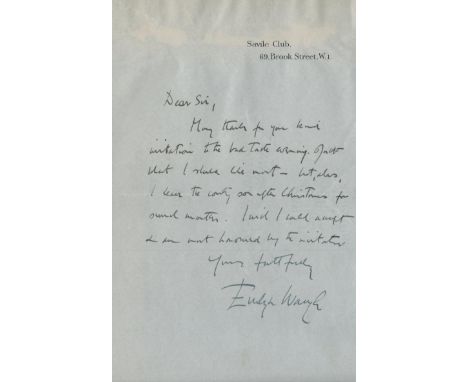 Savile Club.
69, Brook Street, W.1.
Dear Sir,
Many thanks for your kind
invitation to the bad taste evening. Just
what I should like most – but, alas,
I leave the country soon after Christmas for
several months. I wish I could accept
& am most honoured by the invitation
Yours faithfully
Evelyn Waugh